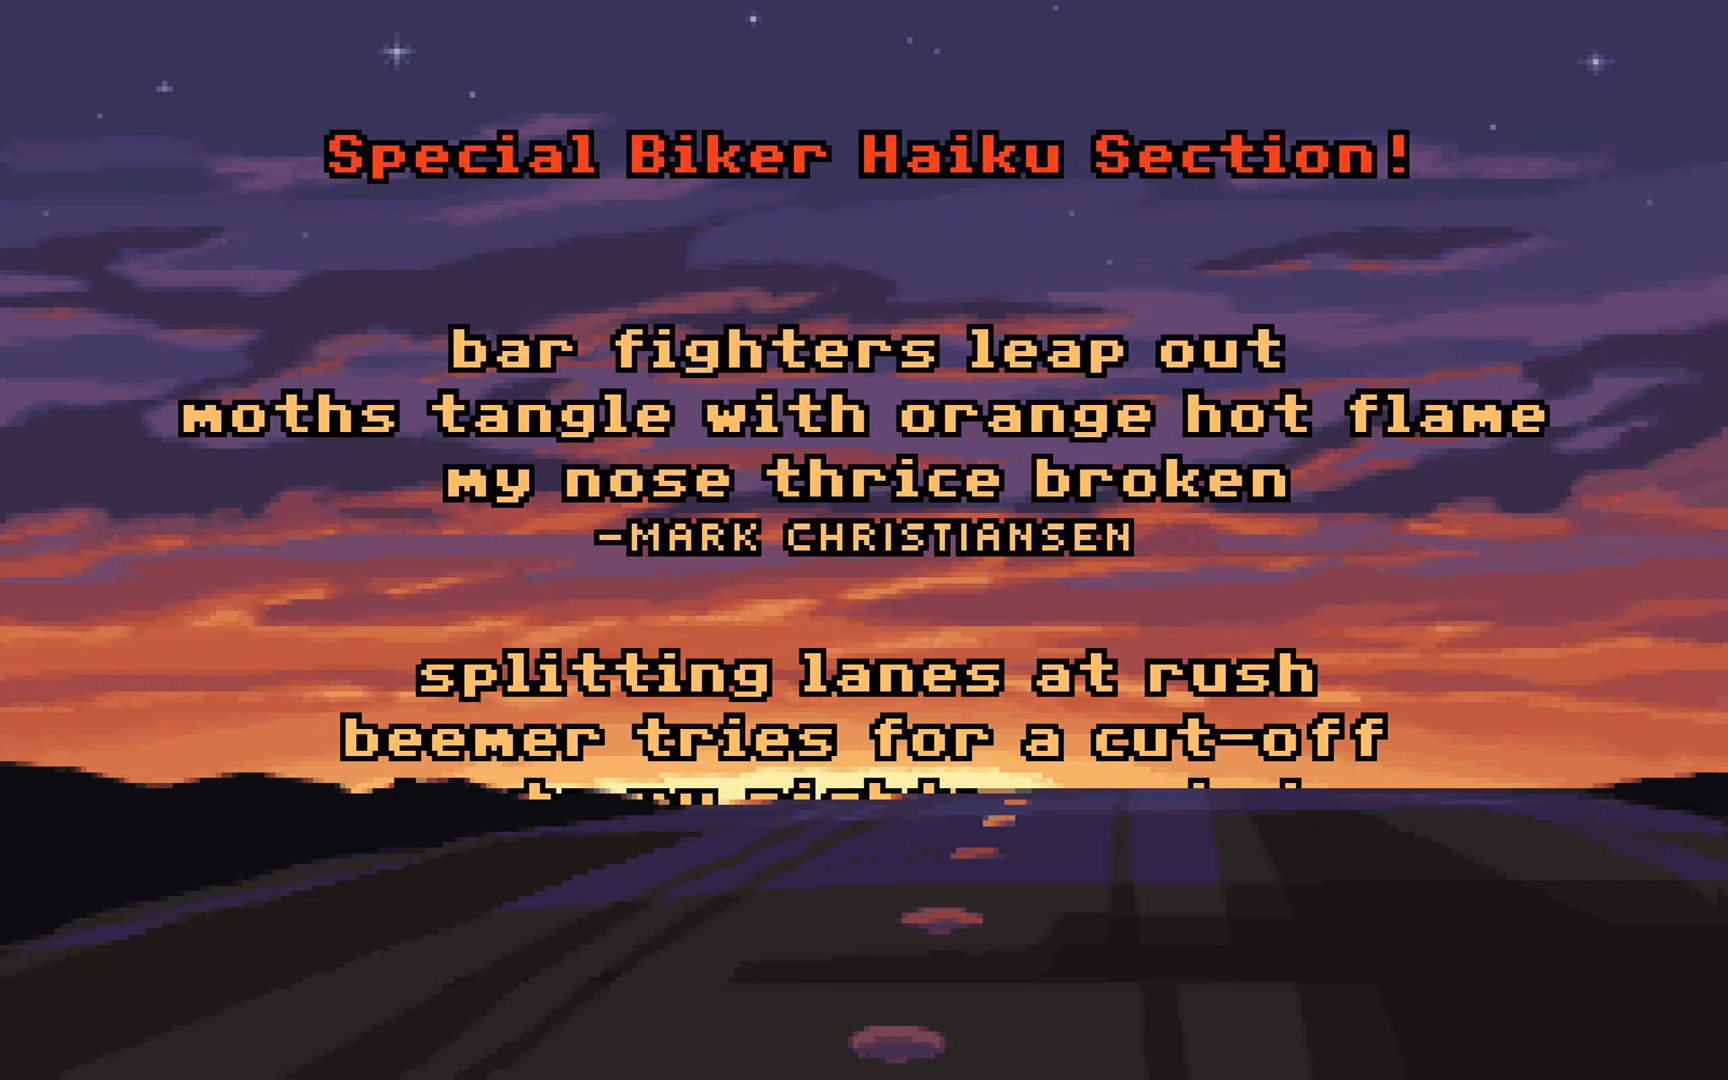 Special Biker Haiku Section!
bar fighters leap out
moths tangle with orange hot flame
my nose thrice broken
-MARK CHRISTIANSEN
splitting lanes at rush
beemer tries for a cut-off